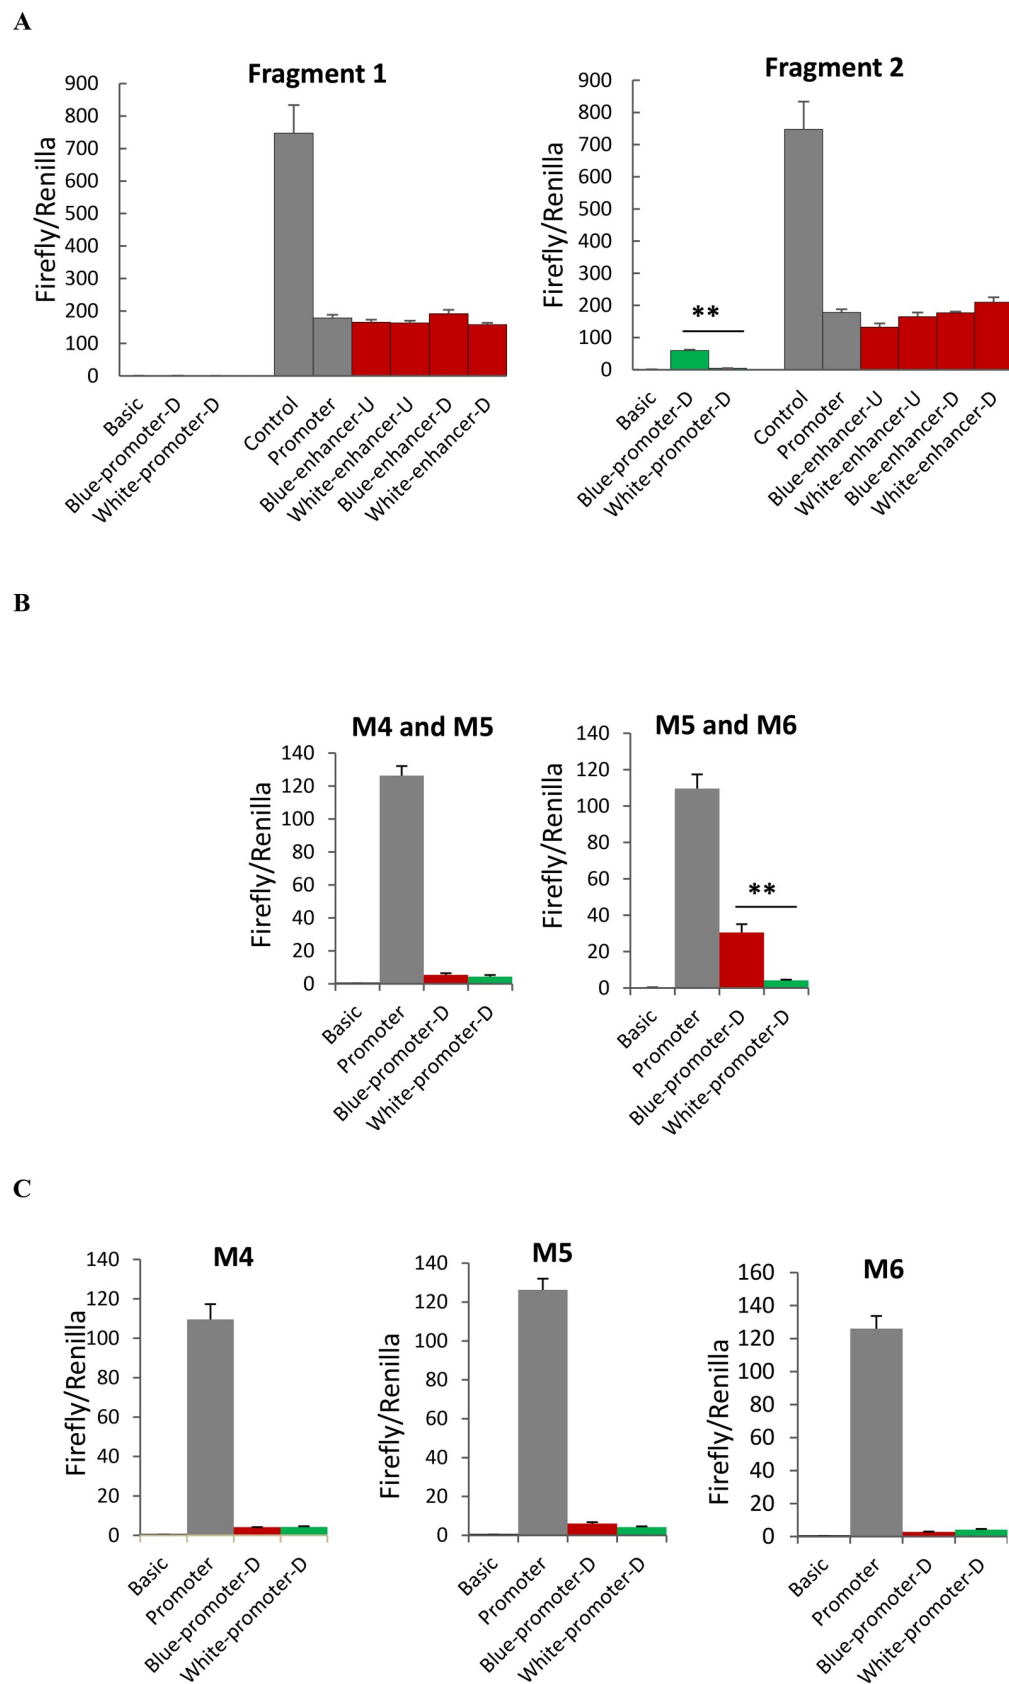 A
Fragment 1
Firefly/Renilla
900
800
700
600
500
400
300
200
100
0
Basic
Blue-promoter-D
White-promoter-D
Control
Promoter
Blue-enhancer-U
White-enhancer-U
Blue-enhancer-D
White-enhancer-D
Fragment 2
Firefly/Renilla
900
800
700
600
500
400
300
200
100
0
**
Basic
Blue-promoter-D
White-promoter-D
Control
Promoter
Blue-enhancer-U
White-enhancer-U
Blue-enhancer-D
White-enhancer-D
B
M4 and M5
Firefly/Renilla
140
120
100
80
60
40
20
0
Basic
Promoter
Blue-promoter-D
White-promoter-D
M5 and M6
Firefly/Renilla
140
120
100
80
60
40
20
0
**
Basic
Promoter
Blue-promoter-D
White-promoter-D
C
M4
Firefly/Renilla
140
120
100
80
60
40
20
0
Basic
Promoter
Blue-promoter-D
White-promoter-D
M5
Firefly/Renilla
140
120
100
80
60
40
20
0
Basic
Promoter
Blue-promoter-D
White-promoter-D
M6
Firefly/Renilla
160
140
120
100
80
60
40
20
0
Basic
Promoter
Blue-promoter-D
White-promoter-D